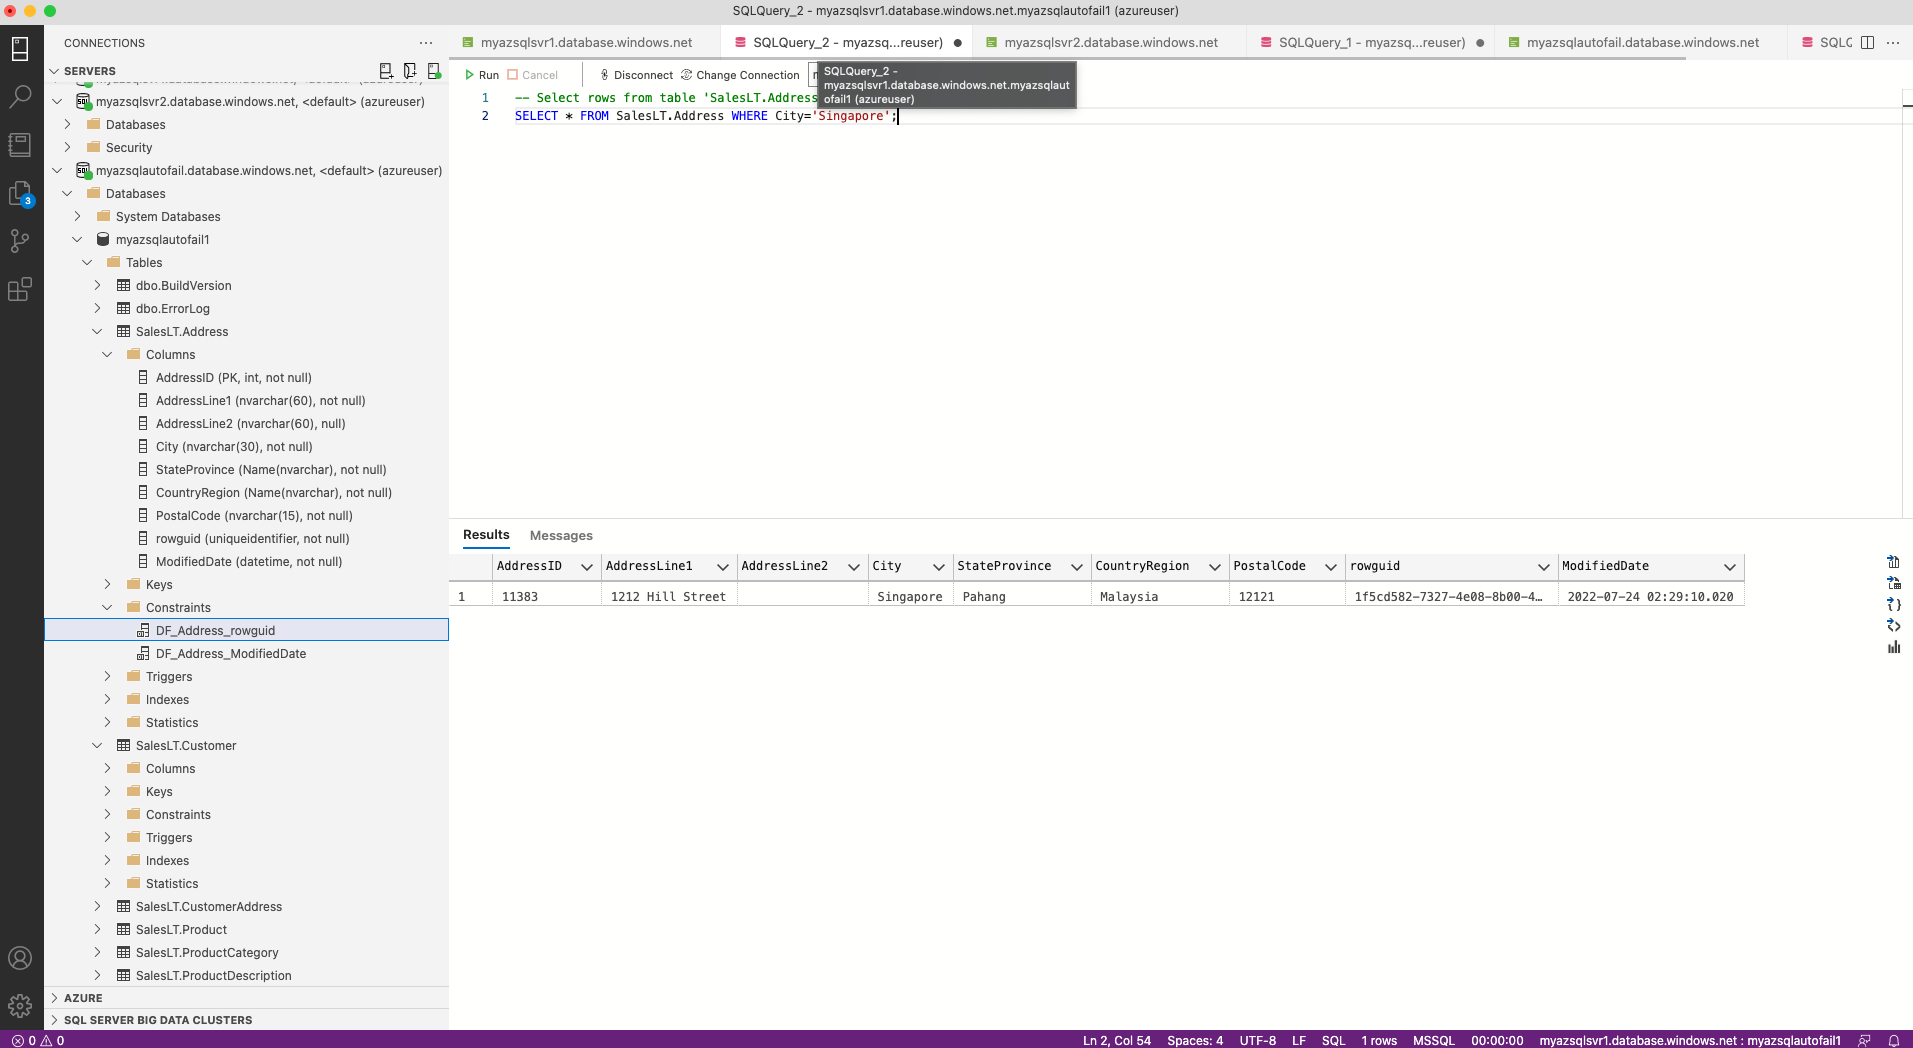 SQLQuery_2 - myazsqlsvr1.database.windows.net.myazsqlautofail1 (azureuser)
CONNECTIONS
SERVERS
myazsqlsvr2.database.windows.net, <default> (azureuser)
Databases
Security
myazsqlautofail.database.windows.net, <default> (azureuser)
Databases
System Databases
myazsqlautofail1
Tables
dbo.BuildVersion
dbo.ErrorLog
SalesLT.Address
Columns
AddressID (PK, int, not null)
AddressLine1 (nvarchar(60), not null)
AddressLine2 (nvarchar(60), null)
City (nvarchar(30), not null)
StateProvince (Name(nvarchar), not null)
CountryRegion (Name(nvarchar), not null)
PostalCode (nvarchar(15), not null)
rowguid (uniqueidentifier, not null)
ModifiedDate (datetime, not null)
Keys
Constraints
DF_Address_rowguid
DF_Address_ModifiedDate
Triggers
Indexes
Statistics
SalesLT.Customer
Columns
Keys
Constraints
Triggers
Indexes
Statistics
SalesLT.CustomerAddress
SalesLT.Product
SalesLT.ProductCategory
SalesLT.ProductDescription
AZURE
SQL SERVER BIG DATA CLUSTERS
3
myazsqlsvr1.database.windows.net SQLQuery_2 - myazsq...reuser) myazsqlsvr2.database.windows.net SQLQuery_1 - myazsq...reuser) myazsqlautofail.database.windows.net SQLC
Run Cancel Disconnect Change Connection
SQLQuery_2 -
myazsqlsvr1.database.windows.net.myazsqlaut
ofail1 (azureuser)
1 -- Select rows from table 'SalesLT.Address
2 SELECT * FROM SalesLT.Address WHERE City='Singapore';
Results Messages
AddressID AddressLine1 AddressLine2 City StateProvince CountryRegion PostalCode rowguid ModifiedDate
1 11383 1212 Hill Street Singapore Pahang Malaysia 12121 1f5cd582-7327-4e08-8b00-4… 2022-07-24 02:29:10.020
0 0 Ln 2, Col 54 Spaces: 4 UTF-8 LF SQL 1 rows MSSQL 00:00:00 myazsqlsvr1.database.windows.net : myazsqlautofail1